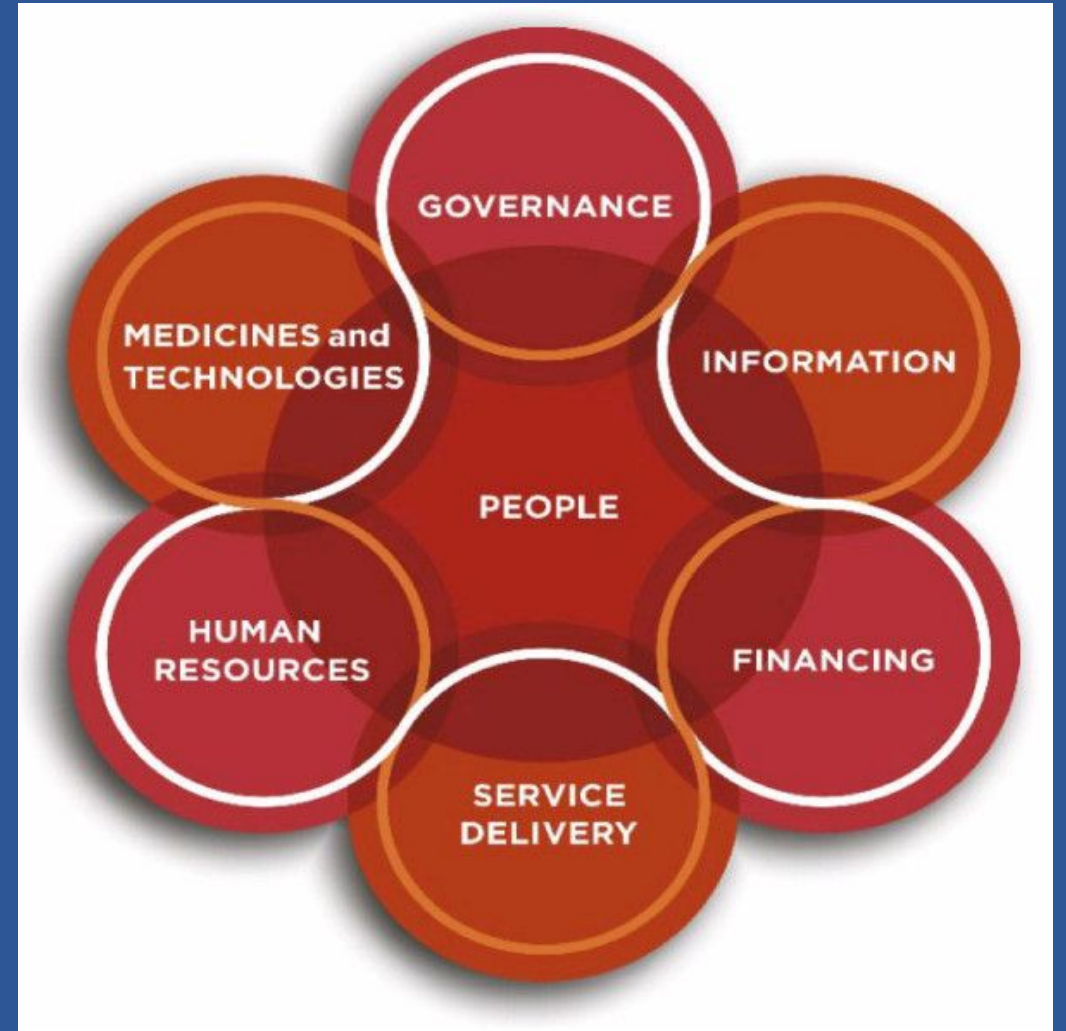 GOVERNANCE
MEDICINES and
TECHNOLOGIES
INFORMATION
PEOPLE
HUMAN
RESOURCES
FINANCING
SERVICE
DELIVERY